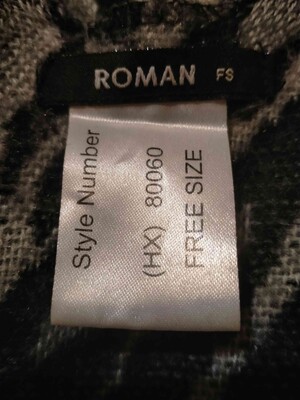 ROMAN FS
Style Number
(HX) 80060
FREE SIZE